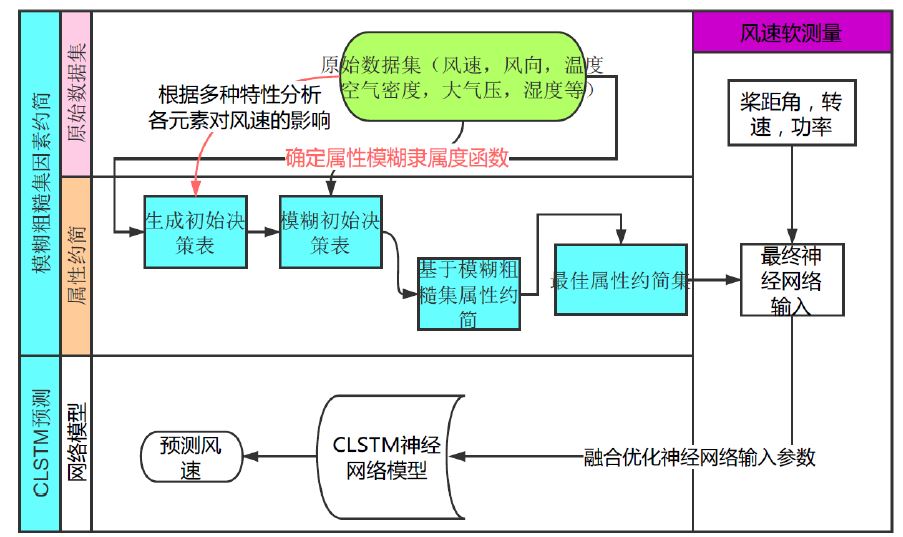 风速软测量
模糊粗糙集因素约简
原始数据集
原始数据集（风速，风向，温度
空气密度，大气压，湿度等）
根据多种特性分析
各元素对风速的影响
确定属性模糊隶属度函数
桨距角，转
速，功率
属性约简
生成初始决
策表
模糊初始决
策表
基于模糊粗
糙集属性约
简
最佳属性约简集
最终神
经网络
输入
CLSTM预测
网络模型
预测风
速
CLSTM神经
网络模型
融合优化神经网络输入参数